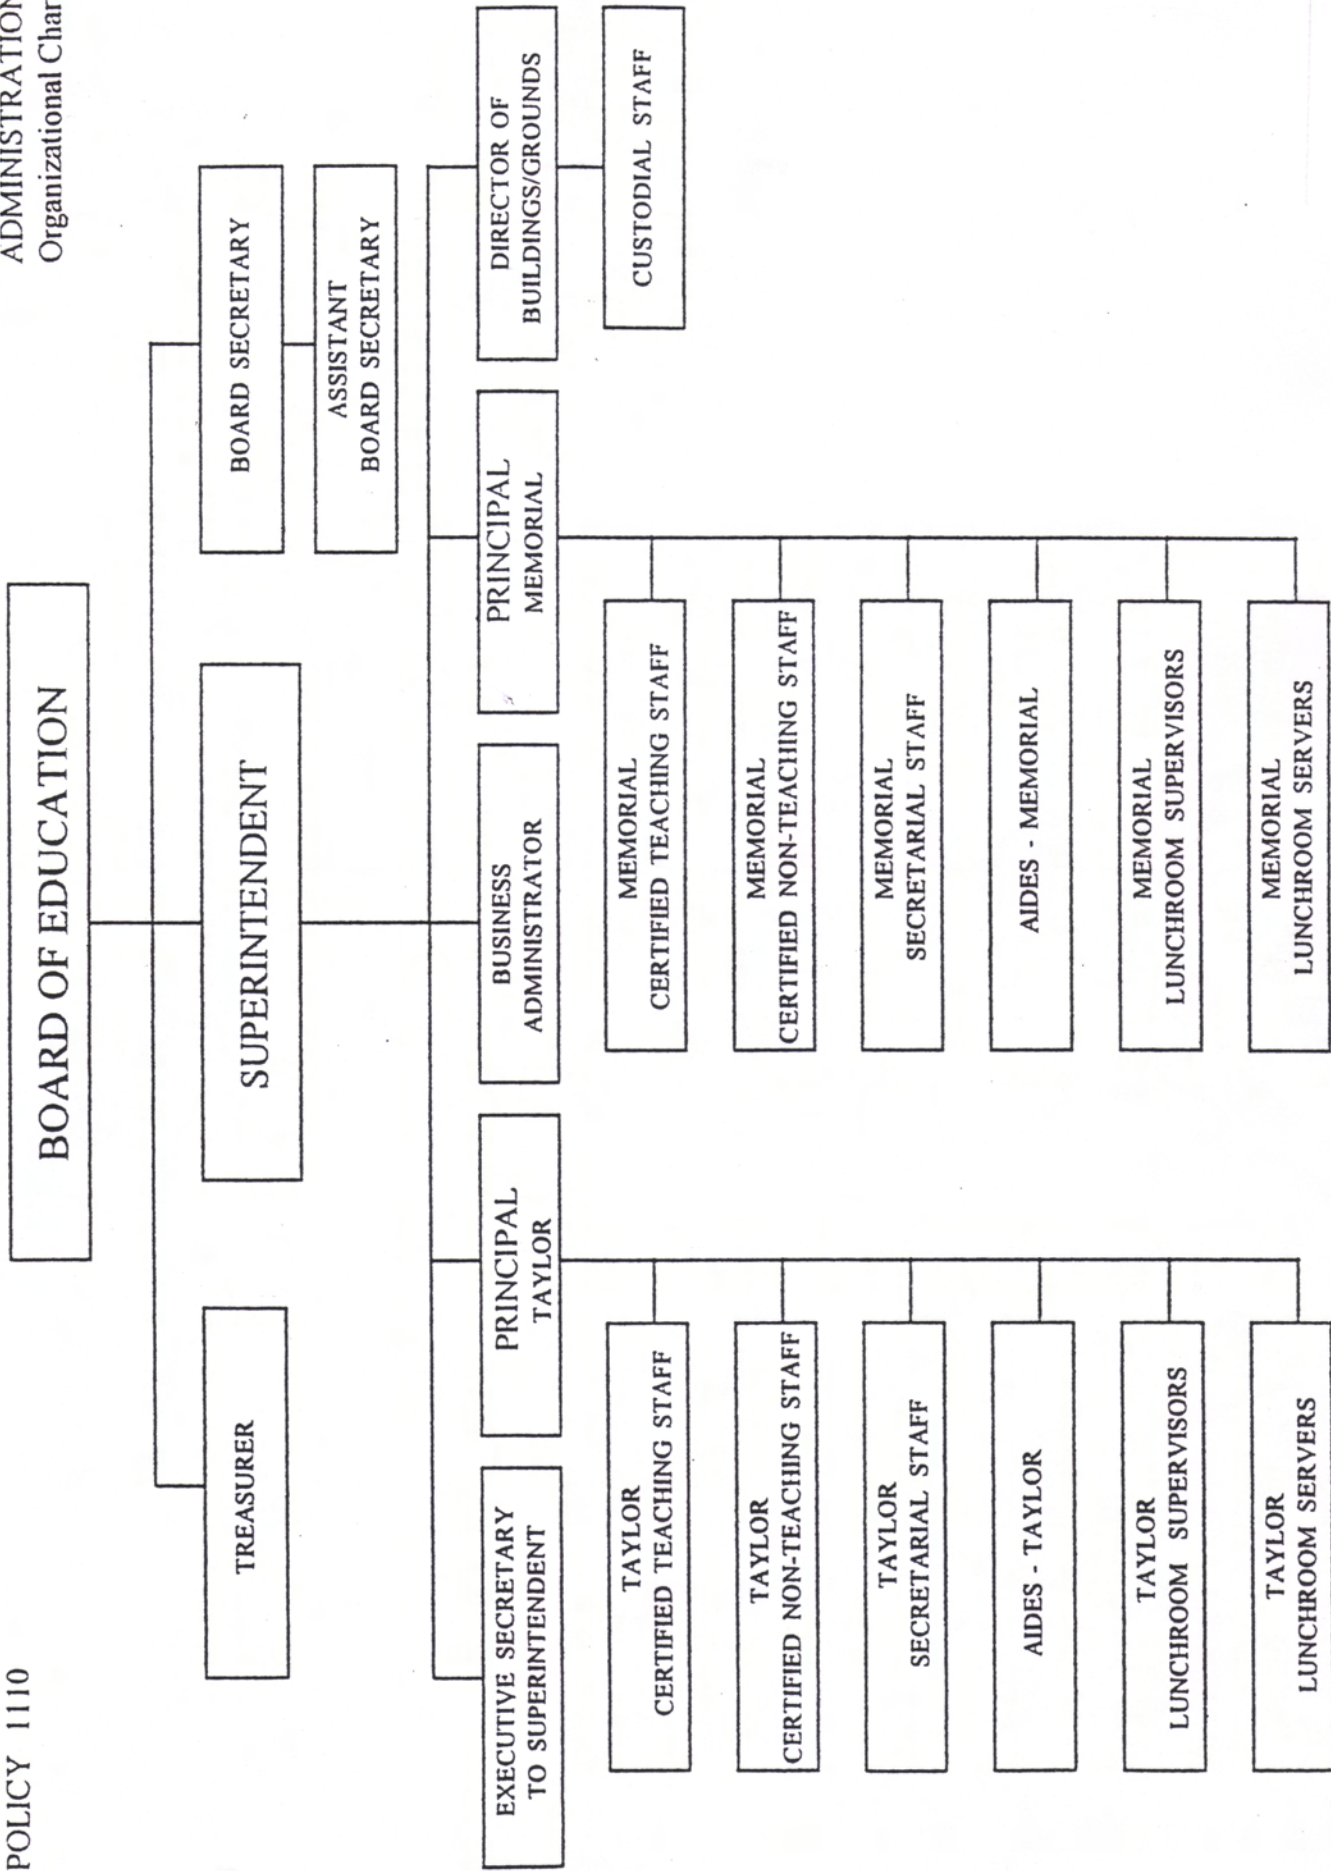 POLICY 1110
ADMINISTRATION
Organizational Char
BOARD OF EDUCATION
TREASURER
SUPERINTENDENT
BOARD SECRETARY
ASSISTANT
BOARD SECRETARY
EXECUTIVE SECRETARY
TO SUPERINTENDENT
PRINCIPAL
TAYLOR
BUSINESS
ADMINISTRATOR
PRINCIPAL
MEMORIAL
DIRECTOR OF
BUILDINGS/GROUNDS
TAYLOR
CERTIFIED TEACHING STAFF
TAYLOR
CERTIFIED NON-TEACHING STAFF
TAYLOR
SECRETARIAL STAFF
AIDES - TAYLOR
TAYLOR
LUNCHROOM SUPERVISORS
TAYLOR
LUNCHROOM SERVERS
MEMORIAL
CERTIFIED TEACHING STAFF
MEMORIAL
CERTIFIED NON-TEACHING STAFF
MEMORIAL
SECRETARIAL STAFF
AIDES - MEMORIAL
MEMORIAL
LUNCHROOM SUPERVISORS
MEMORIAL
LUNCHROOM SERVERS
CUSTODIAL STAFF